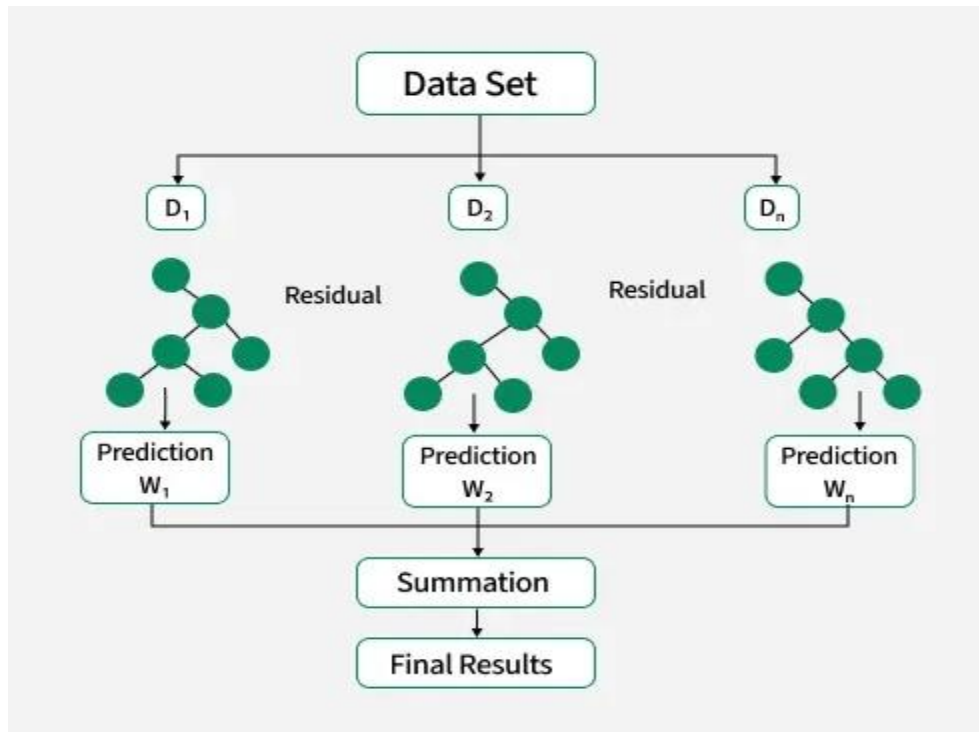 Data Set
D₁
D₂
Dₙ
Residual
Residual
Prediction
W₁
Prediction
W₂
Prediction
Wₙ
Summation
Final Results